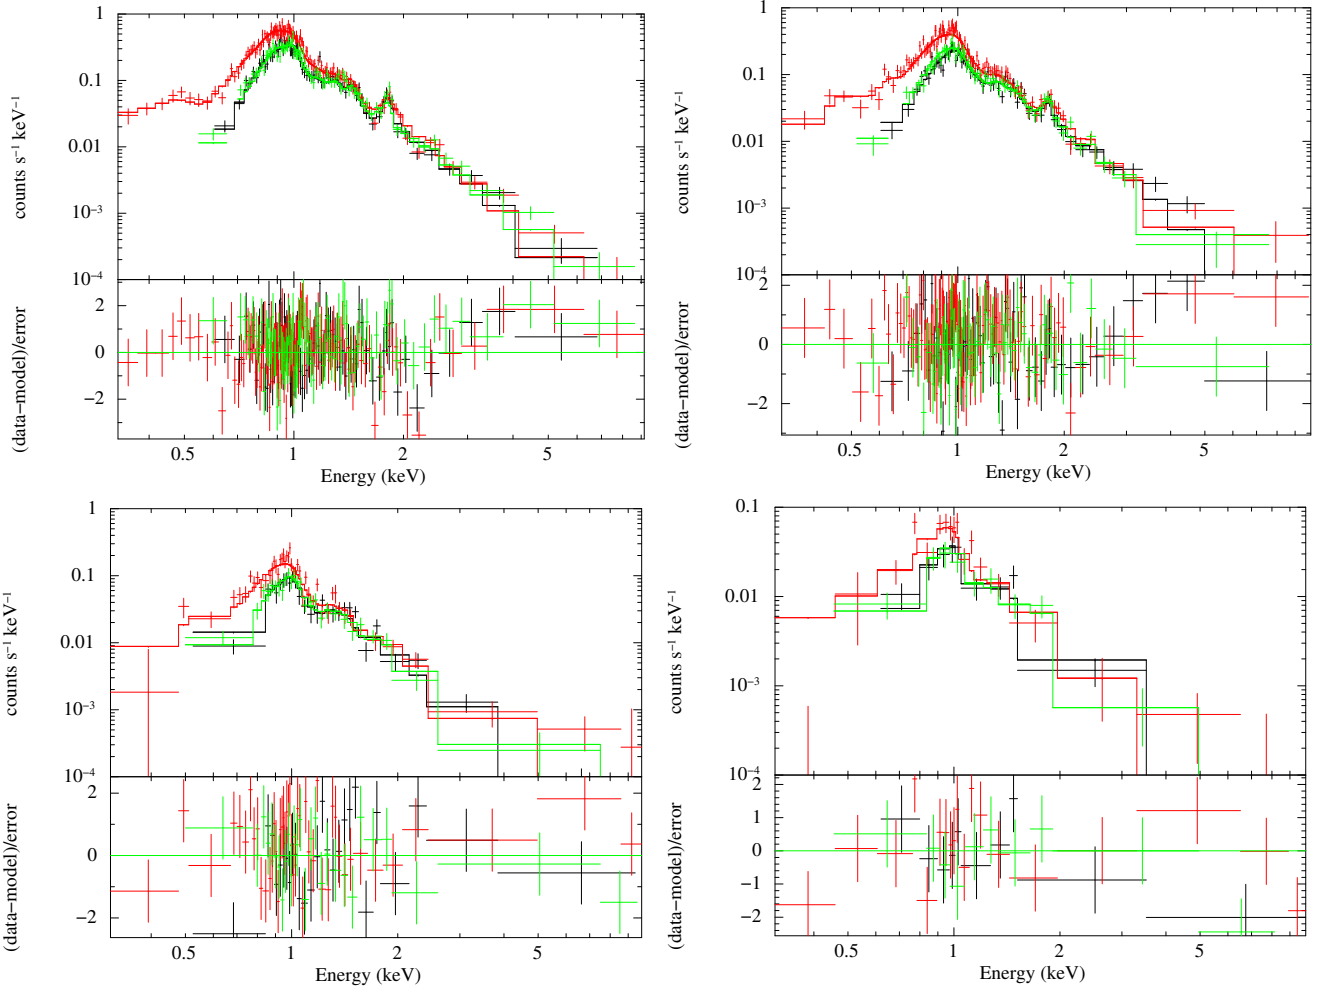 1
0.1
0.01
10⁻³
10⁻⁴
counts s⁻¹ keV⁻¹
2
0
−2
(data−model)/error
0.5 1 2 5
Energy (keV)
1
0.1
0.01
10⁻³
10⁻⁴
counts s⁻¹ keV⁻¹
2
0
−2
(data−model)/error
0.5 1 2 5
Energy (keV)
1
0.1
0.01
10⁻³
10⁻⁴
counts s⁻¹ keV⁻¹
2
0
−2
(data−model)/error
0.5 1 2 5
Energy (keV)
0.1
0.01
10⁻³
10⁻⁴
counts s⁻¹ keV⁻¹
2
1
0
−1
−2
(data−model)/error
0.5 1 2 5
Energy (keV)